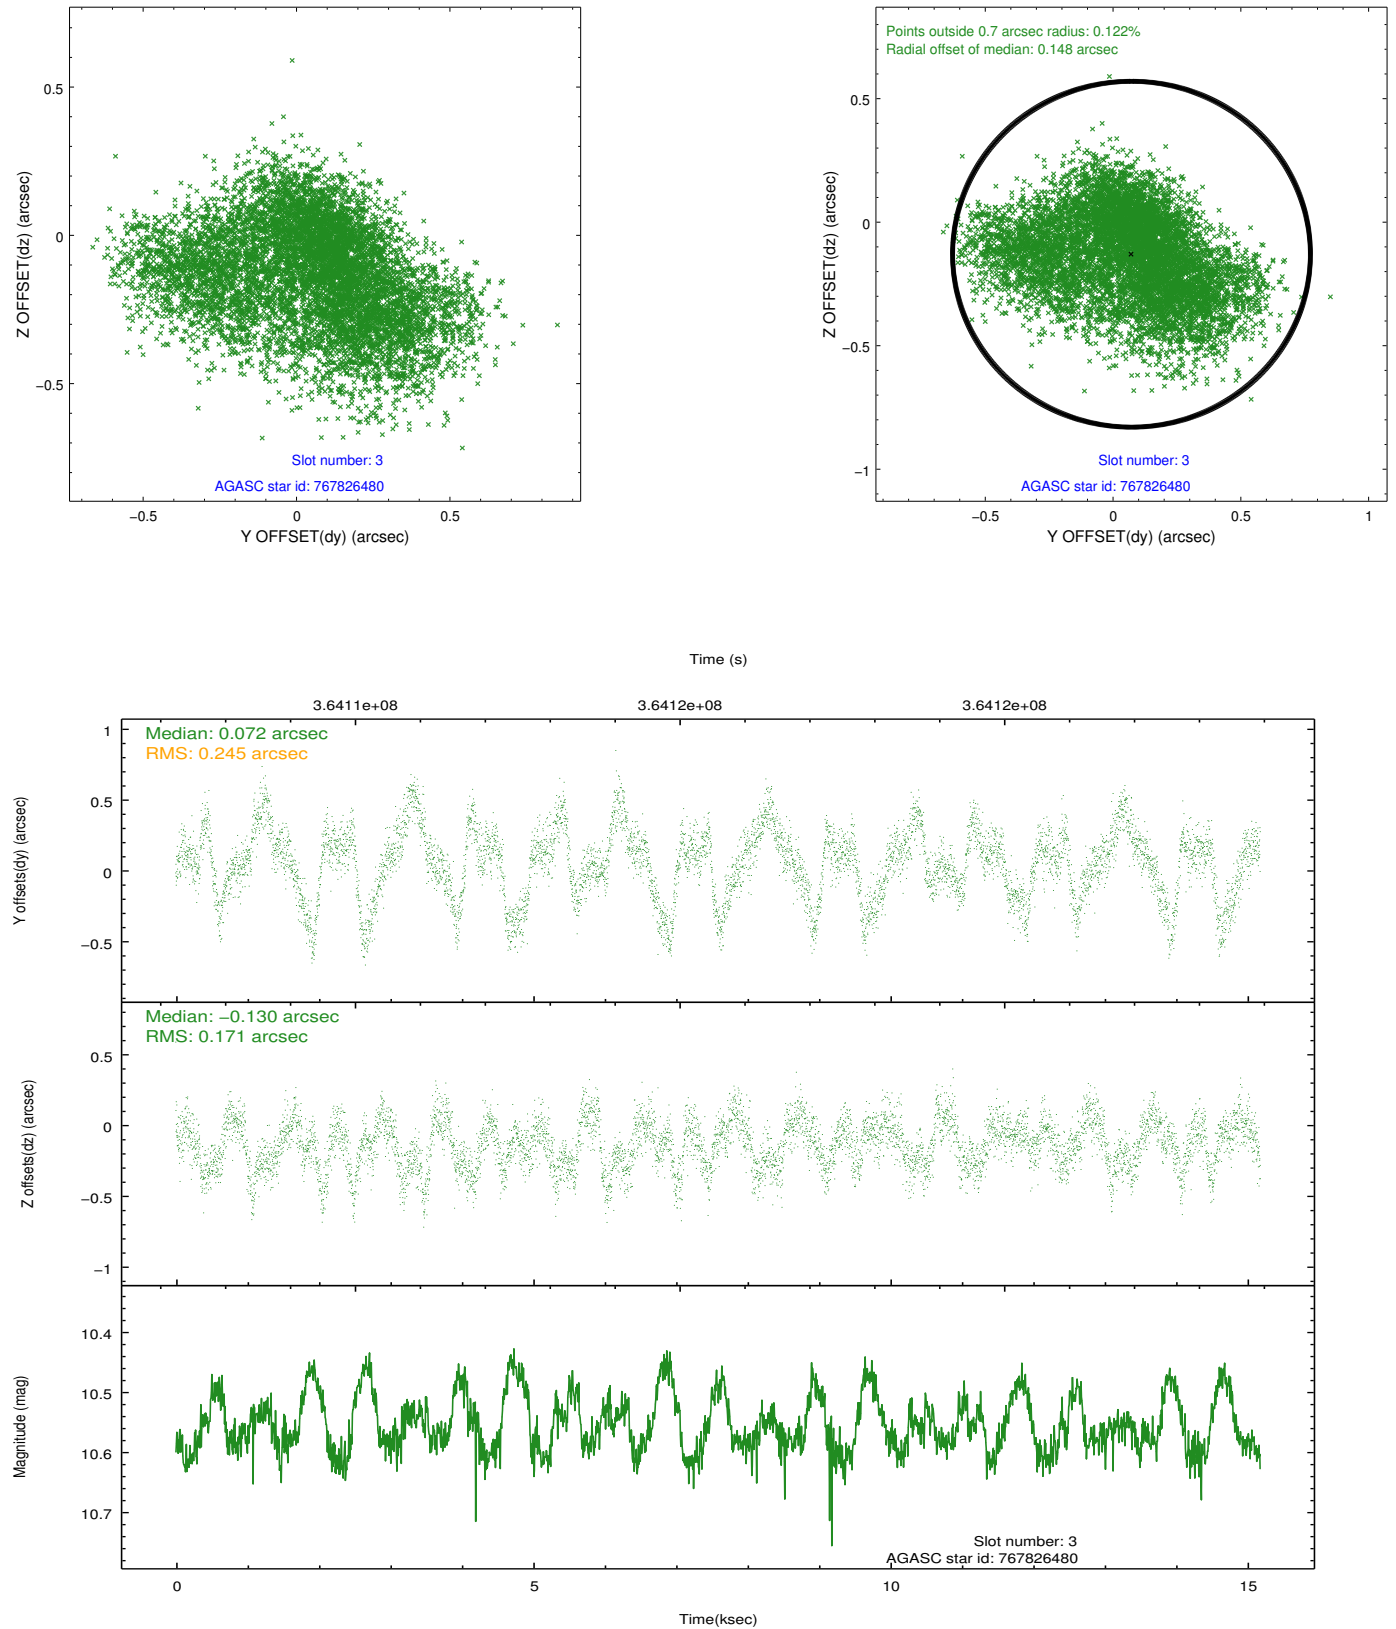 0.5
0
−0.5
Z OFFSET(dz) (arcsec)
Slot number: 3
AGASC star id: 767826480
−0.5
0
0.5
Y OFFSET(dy) (arcsec)
Points outside 0.7 arcsec radius: 0.122%
Radial offset of median: 0.148 arcsec
0.5
0
−0.5
−1
Z OFFSET(dz) (arcsec)
Slot number: 3
AGASC star id: 767826480
−0.5
0
0.5
1
Y OFFSET(dy) (arcsec)
Time (s)
3.6411e+08
3.6412e+08
3.6412e+08
Median: 0.072 arcsec
RMS: 0.245 arcsec
1
0.5
0
−0.5
Y offsets(dy) (arcsec)
Median: −0.130 arcsec
RMS: 0.171 arcsec
0.5
0
−0.5
−1
Z offsets(dz) (arcsec)
10.4
10.5
10.6
10.7
Magnitude (mag)
Slot number: 3
AGASC star id: 767826480
0
5
10
15
Time(ksec)